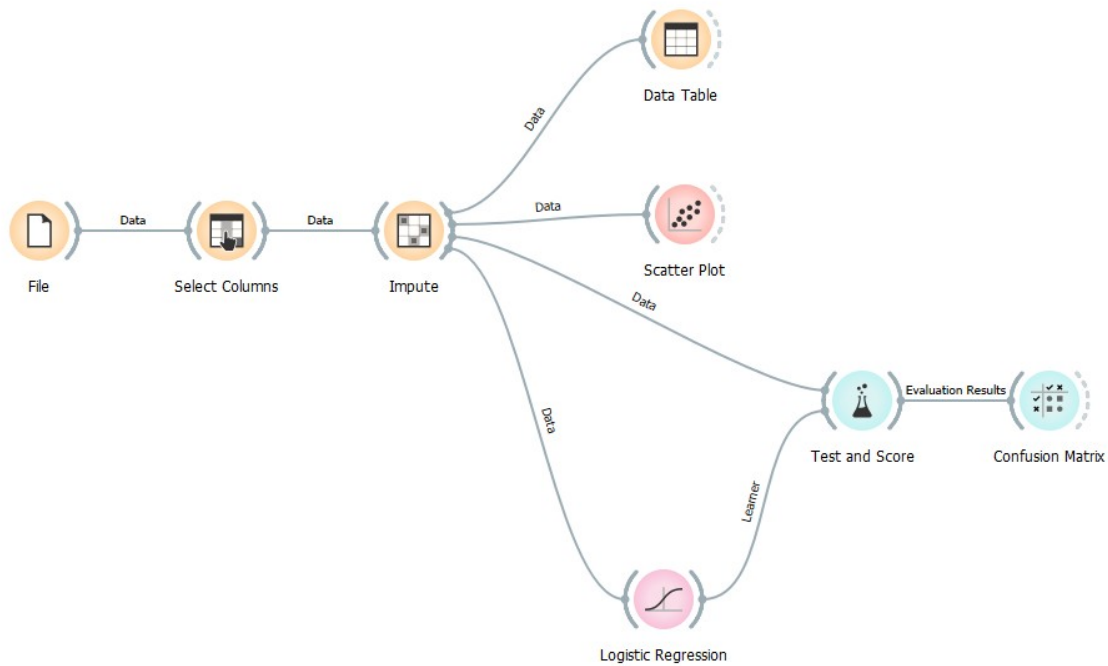 Data Table
Data
Data
Scatter Plot
Data
Data
File
Select Columns
Impute
Data
Data
Evaluation Results
Test and Score
Confusion Matrix
Learner
Logistic Regression